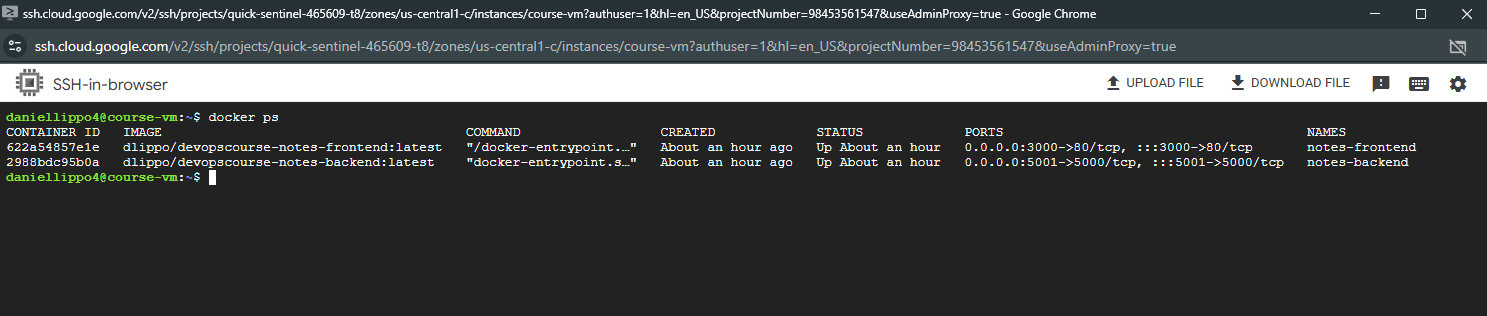 ssh.cloud.google.com/v2/ssh/projects/quick-sentinel-465609-t8/zones/us-central1-c/instances/course-vm?authuser=1&hl=en_US&projectNumber=98453561547&useAdminProxy=true - Google Chrome
ssh.cloud.google.com/v2/ssh/projects/quick-sentinel-465609-t8/zones/us-central1-c/instances/course-vm?authuser=1&hl=en_US&projectNumber=98453561547&useAdminProxy=true
SSH-in-browser UPLOAD FILE DOWNLOAD FILE
daniellippo4@course-vm:~$ docker ps
CONTAINER ID IMAGE COMMAND CREATED STATUS PORTS NAMES
622a54857e1e dlippo/devopscourse-notes-frontend:latest "/docker-entrypoint.…" About an hour ago Up About an hour 0.0.0.0:3000->80/tcp, :::3000->80/tcp notes-frontend
2988bdc95b0a dlippo/devopscourse-notes-backend:latest "docker-entrypoint.s…" About an hour ago Up About an hour 0.0.0.0:5001->5000/tcp, :::5001->5000/tcp notes-backend
daniellippo4@course-vm:~$